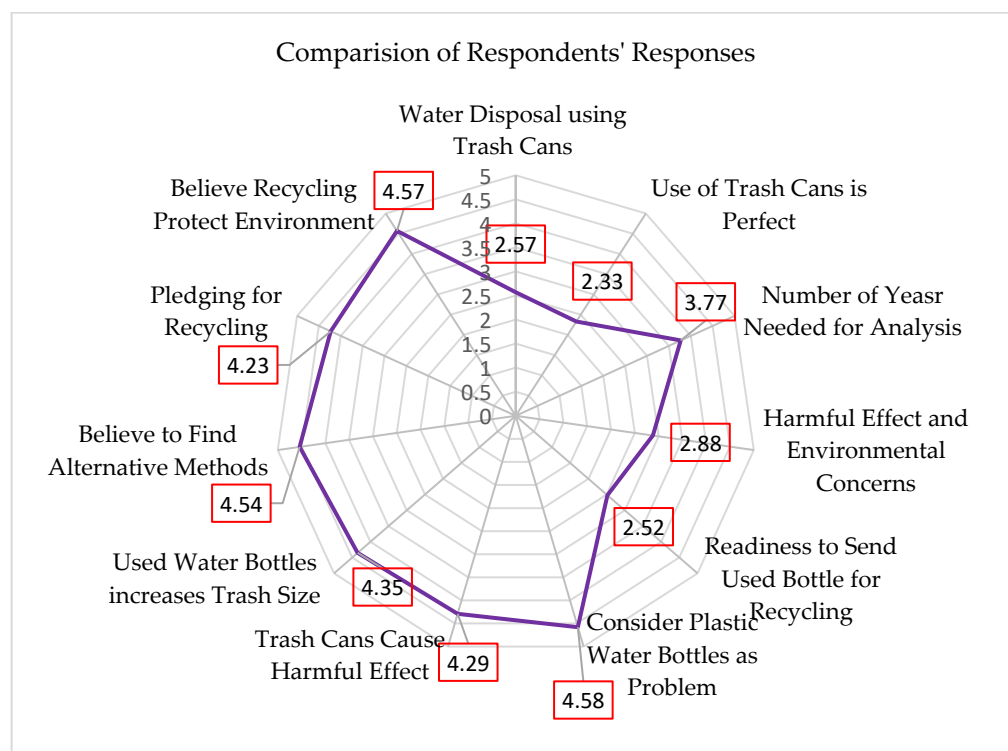 Comparision of Respondents' Responses
Water Disposal using
Trash Cans
Believe Recycling
Protect Environment
4.57
5
4.5
4
3.5
3
2.5
2
1.5
1
0.5
0
2.57
Use of Trash Cans is
Perfect
2.33
3.77
Number of Yeasr
Needed for Analysis
Pledging for
Recycling
4.23
Harmful Effect and
Environmental
Concerns
2.88
Believe to Find
Alternative Methods
4.54
2.52
Readiness to Send
Used Bottle for
Recycling
Used Water Bottles
increases Trash Size
4.35
Trash Cans Cause
Harmful Effect
4.29
Consider Plastic
Water Bottles as
Problem
4.58